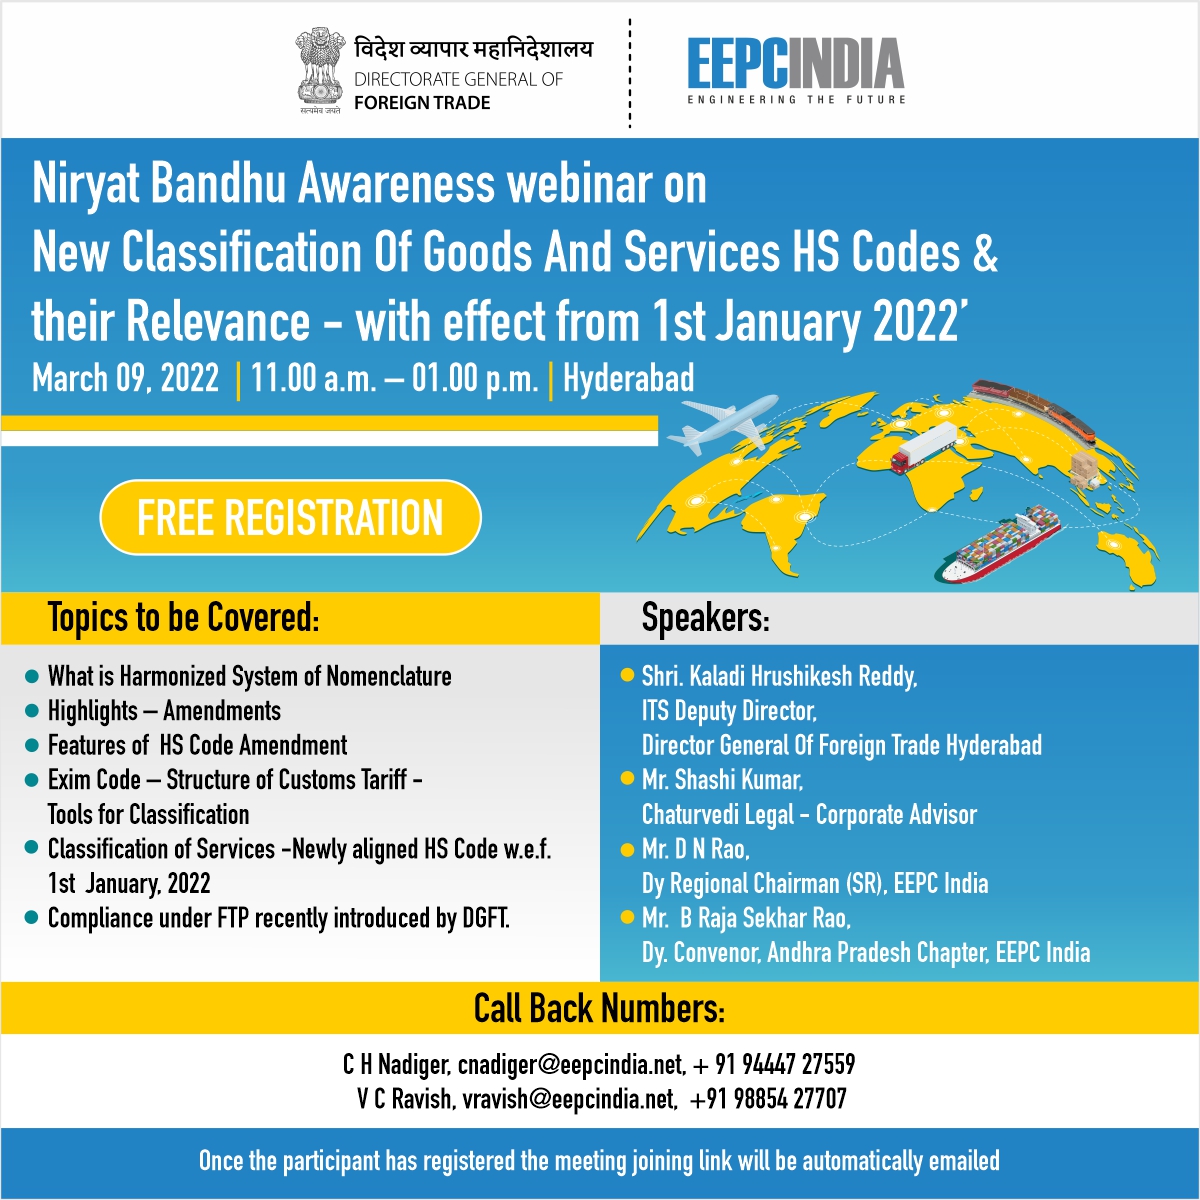 विदेश व्यापार महानिदेशालय
DIRECTORATE GENERAL OF
FOREIGN TRADE
सत्यमेव जयते
EEPCINDIA
ENGINEERING THE FUTURE
Niryat Bandhu Awareness webinar on
New Classification Of Goods And Services HS Codes &
their Relevance - with effect from 1st January 2022’
March 09, 2022 | 11.00 a.m. – 01.00 p.m. | Hyderabad
FREE REGISTRATION
Topics to be Covered:
• What is Harmonized System of Nomenclature
• Highlights – Amendments
• Features of HS Code Amendment
• Exim Code – Structure of Customs Tariff -
Tools for Classification
• Classification of Services -Newly aligned HS Code w.e.f.
1st January, 2022
• Compliance under FTP recently introduced by DGFT.
Speakers:
• Shri. Kaladi Hrushikesh Reddy,
ITS Deputy Director,
Director General Of Foreign Trade Hyderabad
• Mr. Shashi Kumar,
Chaturvedi Legal - Corporate Advisor
• Mr. D N Rao,
Dy Regional Chairman (SR), EEPC India
• Mr. B Raja Sekhar Rao,
Dy. Convenor, Andhra Pradesh Chapter, EEPC India
Call Back Numbers:
C H Nadiger, cnadiger@eepcindia.net, + 91 94447 27559
V C Ravish, vravish@eepcindia.net, +91 98854 27707
Once the participant has registered the meeting joining link will be automatically emailed